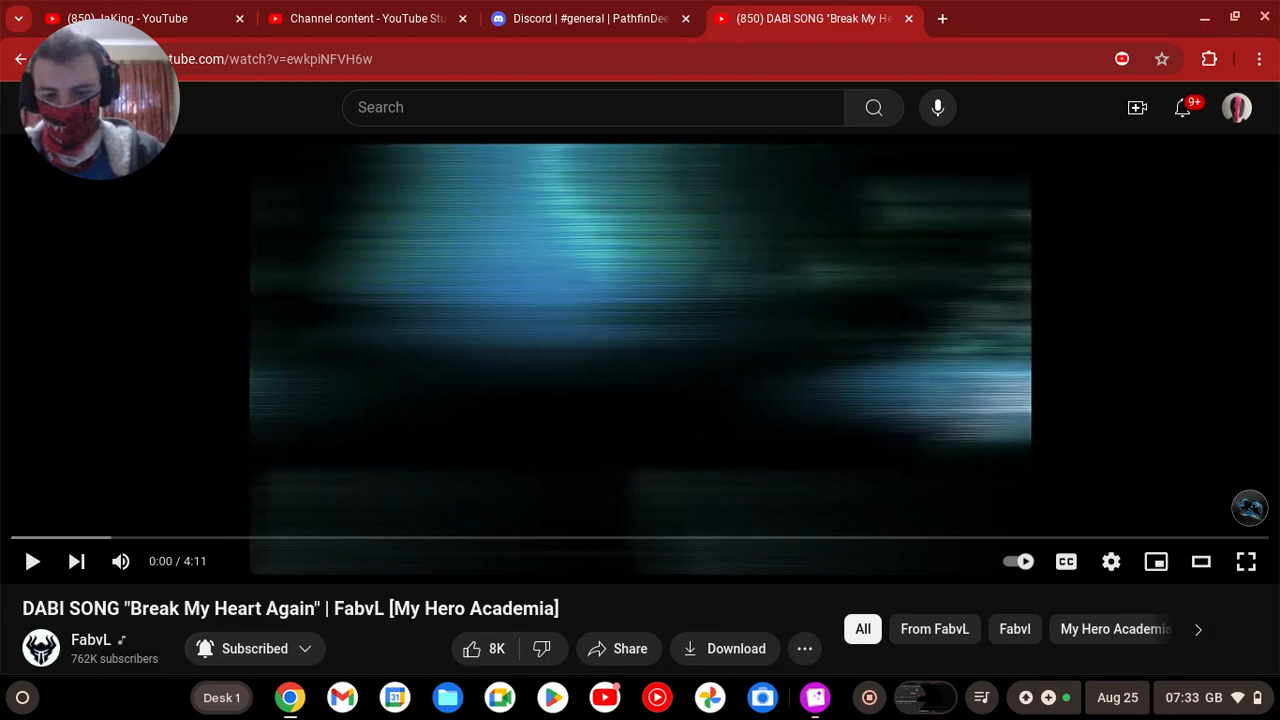 (850) JaKing - YouTube
Channel content - YouTube Stu
Discord | #general | PathfinDee
(850) DABI SONG "Break My He
tube.com/watch?v=ewkpiNFVH6w
Search
9+
0:00 / 4:11
CC
DABI SONG "Break My Heart Again" | FabvL [My Hero Academia]
FabvL
762K subscribers
Subscribed
8K
Share
Download
All
From FabvL
Fabvl
My Hero Academia
Desk 1
Aug 25
07:33 GB